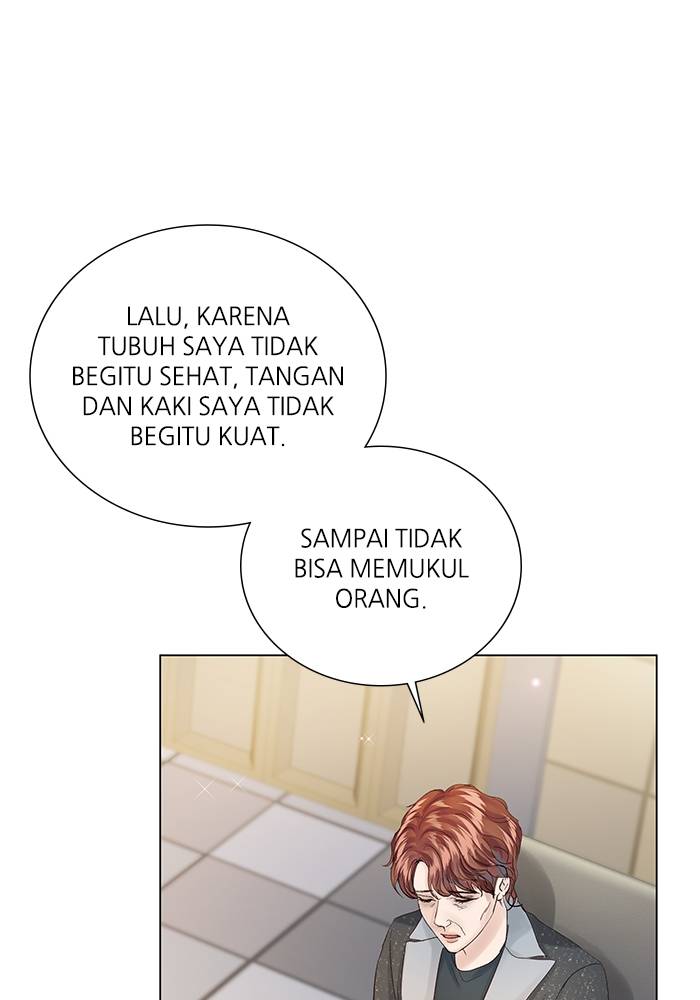 LALU, KARENA
TUBUH SAYA TIDAK
BEGITU SEHAT, TANGAN
DAN KAKI SAYA TIDAK
BEGITU KUAT.
SAMPAI TIDAK
BISA MEMUKUL
ORANG.